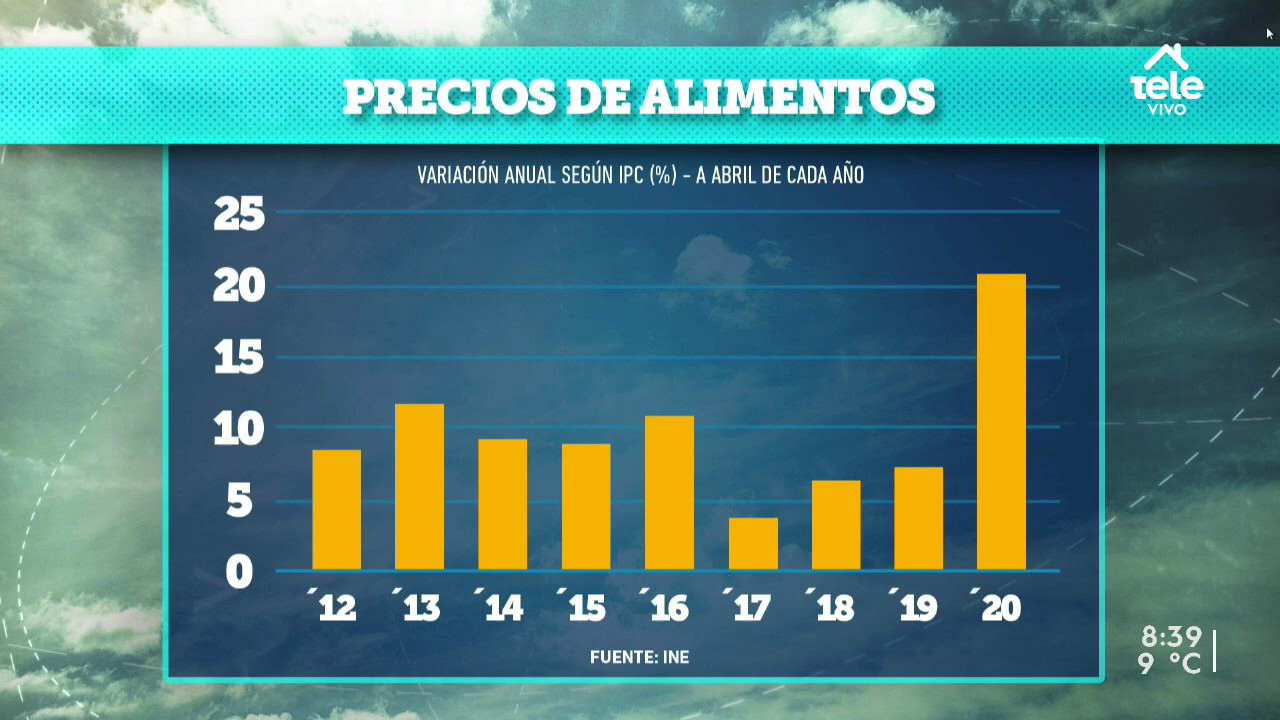 PRECIOS DE ALIMENTOS
tele
VIVO
VARIACIÓN ANUAL SEGÚN IPC (%) - A ABRIL DE CADA AÑO
25
20
15
10
5
0
´12 ´13 ´14 ´15 ´16 ´17 ´18 ´19 ´20
FUENTE: INE
8:39
9 °C